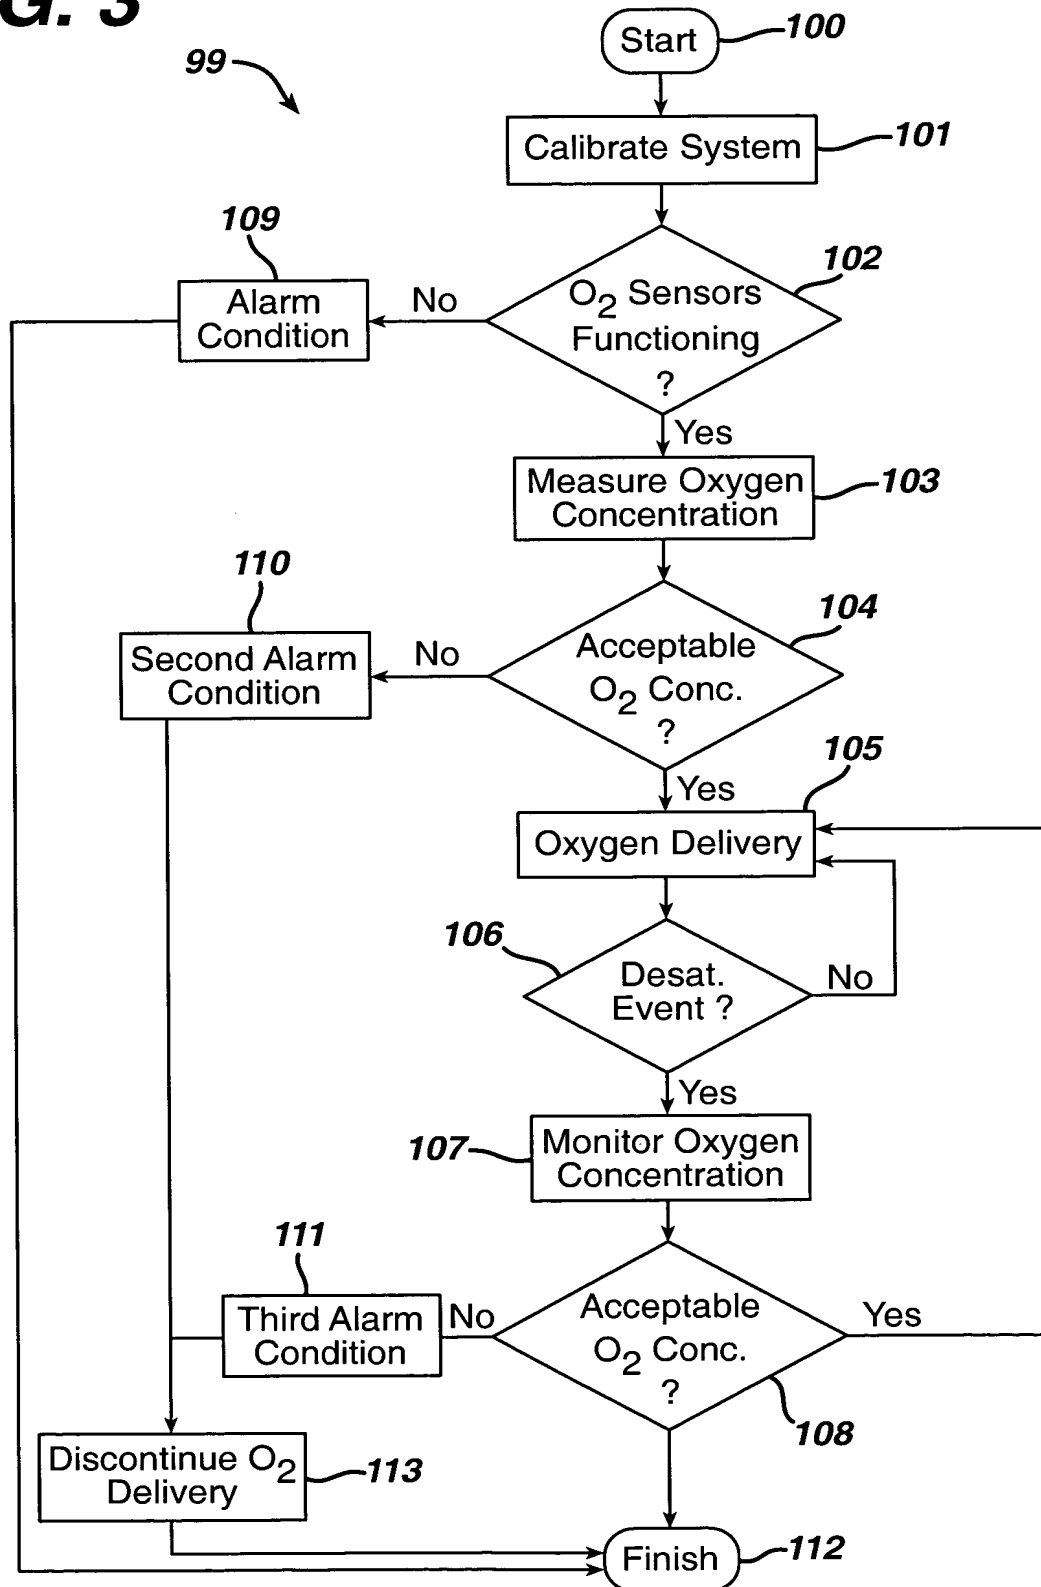 G. 3
Start
100
99
Calibrate System
101
109
102
Alarm
Condition
No
O2 Sensors
Functioning
?
Yes
Measure Oxygen
Concentration
103
110
104
Second Alarm
Condition
No
Acceptable
O2 Conc.
?
Yes
105
Oxygen Delivery
106
Desat.
Event ?
No
Yes
107
Monitor Oxygen
Concentration
111
Third Alarm
Condition
No
Acceptable
O2 Conc.
?
Yes
108
Discontinue O2
Delivery
113
Finish
112